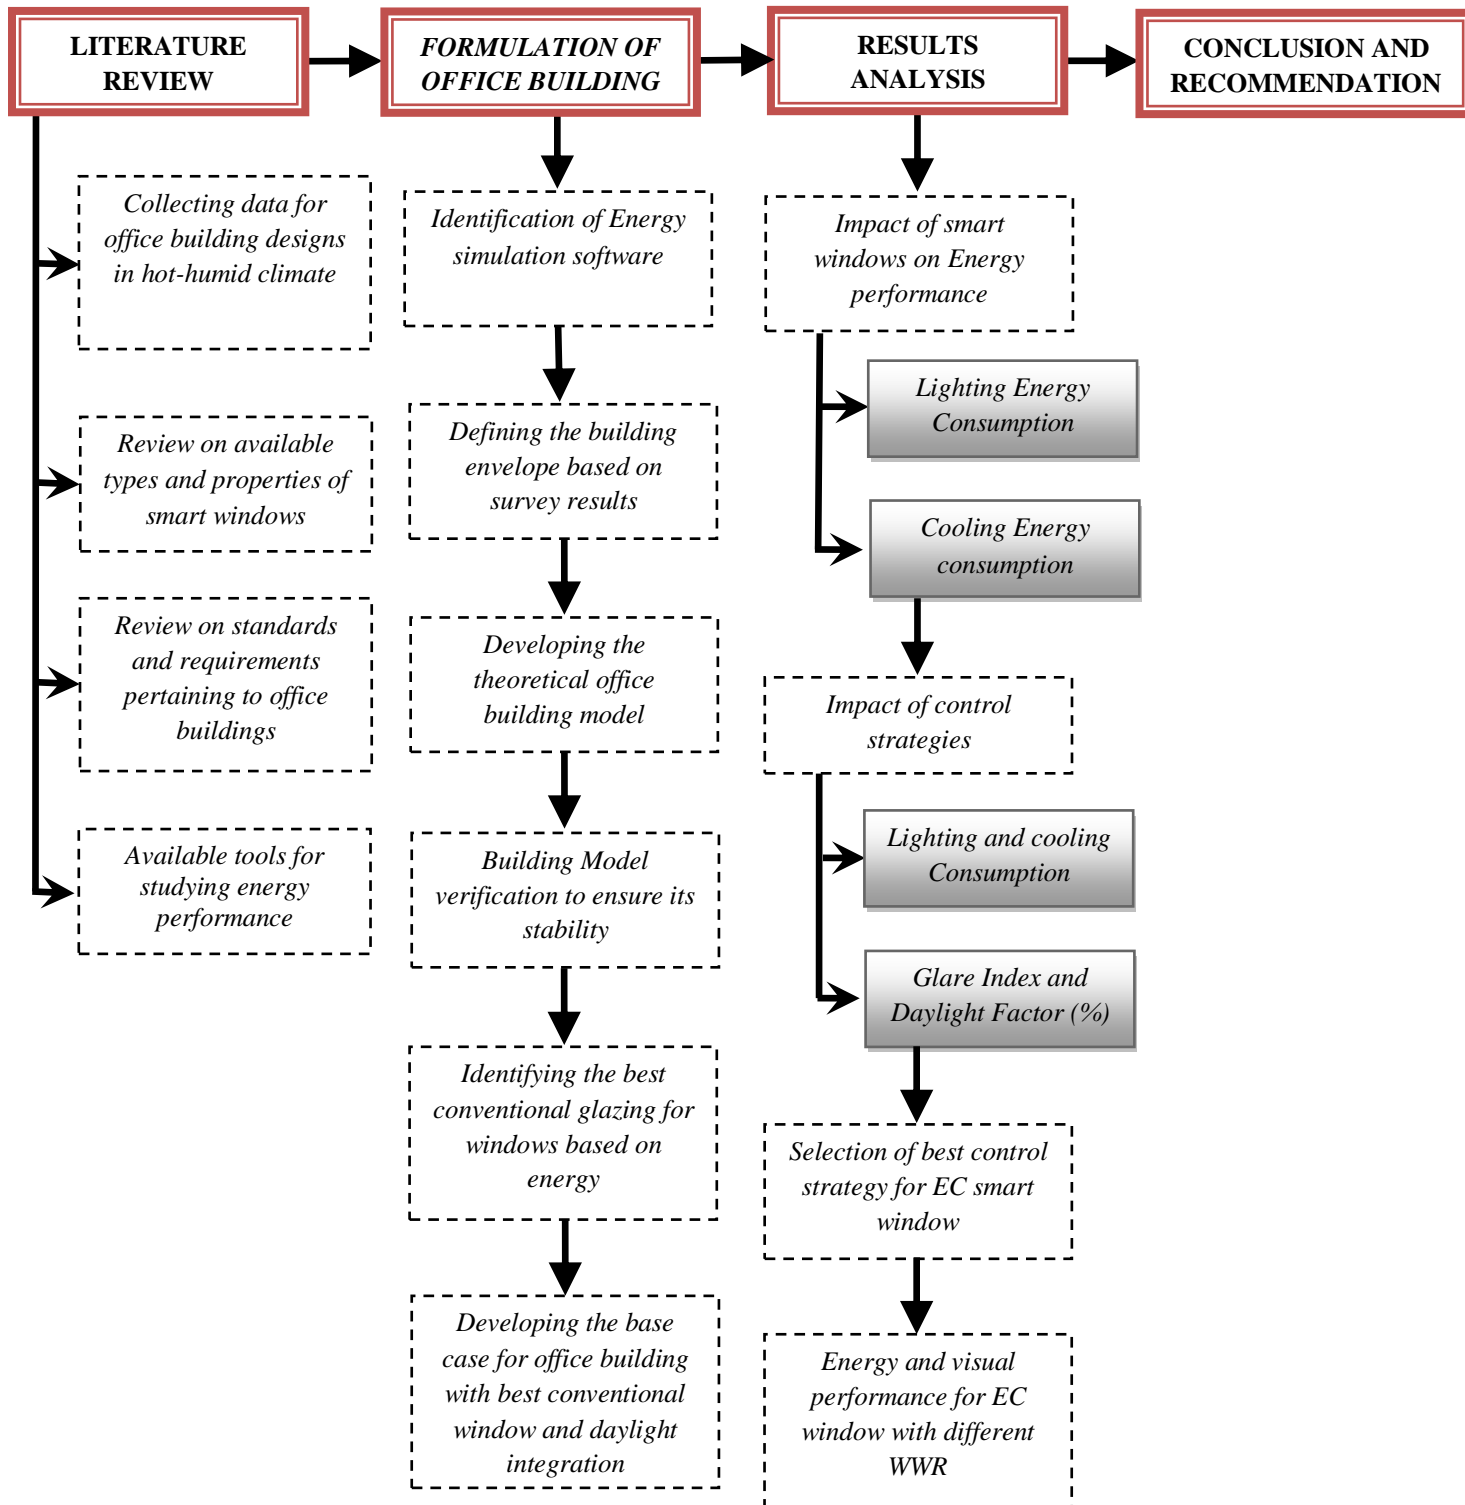 LITERATURE
REVIEW
FORMULATION OF
OFFICE BUILDING
RESULTS
ANALYSIS
CONCLUSION AND
RECOMMENDATION
Collecting data for
office building designs
in hot-humid climate
Review on available
types and properties of
smart windows
Review on standards
and requirements
pertaining to office
buildings
Available tools for
studying energy
performance
Identification of Energy
simulation software
Defining the building
envelope based on
survey results
Developing the
theoretical office
building model
Building Model
verification to ensure its
stability
Identifying the best
conventional glazing for
windows based on
energy
Developing the base
case for office building
with best conventional
window and daylight
integration
Impact of smart
windows on Energy
performance
Lighting Energy
Consumption
Cooling Energy
consumption
Impact of control
strategies
Lighting and cooling
Consumption
Glare Index and
Daylight Factor (%)
Selection of best control
strategy for EC smart
window
Energy and visual
performance for EC
window with different
WWR